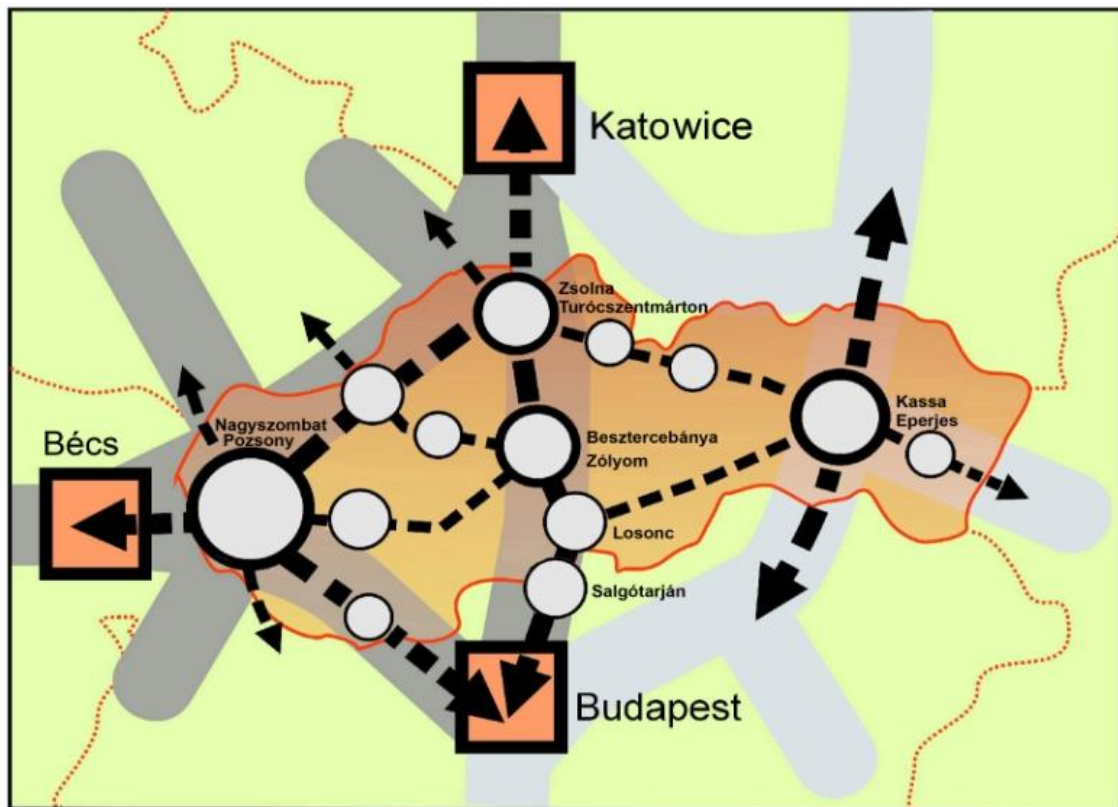 Katowice
Zsolna
Turócszentmárton
Kassa
Eperjes
Nagyszombat
Pozsony
Bécs
Besztercebánya
Zólyom
Losonc
Salgótarján
Budapest